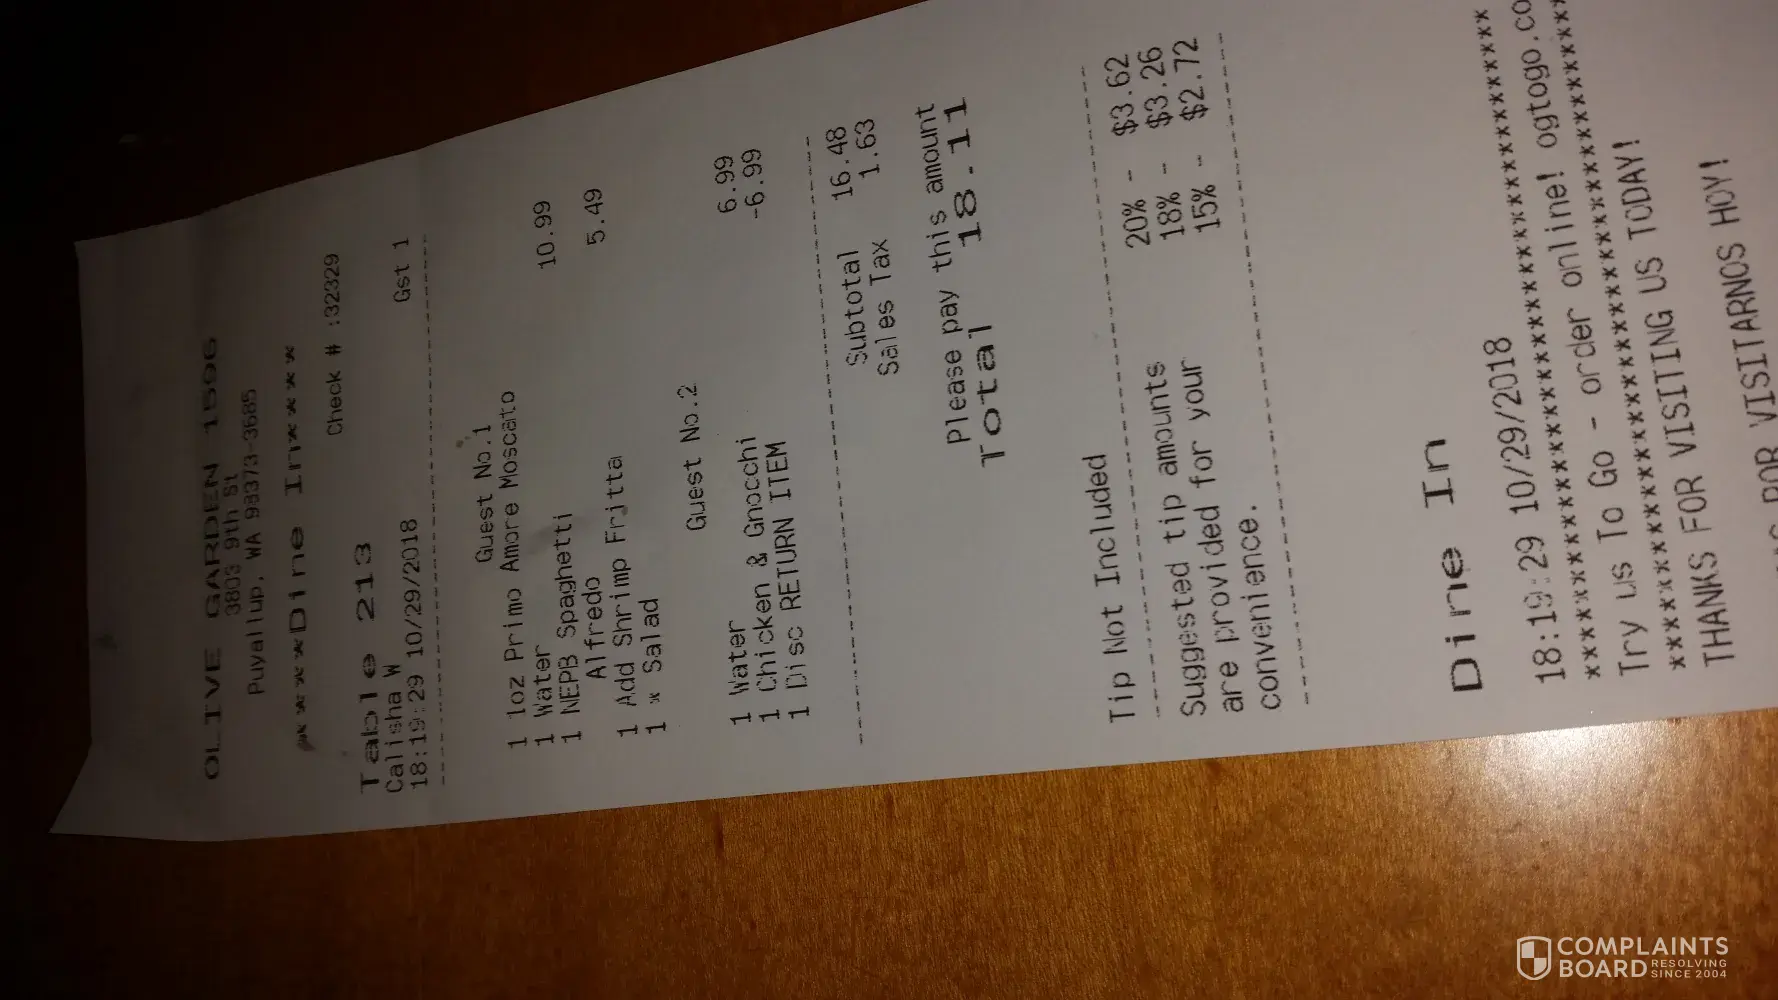 OLIVE GARDEN 1596
3803 9th St
Puyallup, WA 98373-3685
****Dine In****
Check # :32329
Table 213
Calisha W Gst 1
18:19:29 10/29/2018
Guest No.1
1 1oz Primo Amore Moscato
1 Water
1 NEPB Spaghetti 10.99
Alfredo
1 Add Shrimp Fritta 5.49
1 * Salad
Guest No.2
1 Water
1 Chicken & Gnocchi 6.99
1 Disc RETURN ITEM -6.99
Subtotal 16.48
Sales Tax 1.63
Please pay this amount
Total 18.11
Tip Not Included
20% - $3.62
18% - $3.26
15% - $2.72
Suggested tip amounts
are provided for your
convenience.
Dine In
18:19:29 10/29/2018
Try us To Go - order online! ogtogo.co
THANKS FOR VISITING US TODAY!
POR VISITARNOS HOY!
COMPLAINTS
BOARD RESOLVING
SINCE 2004